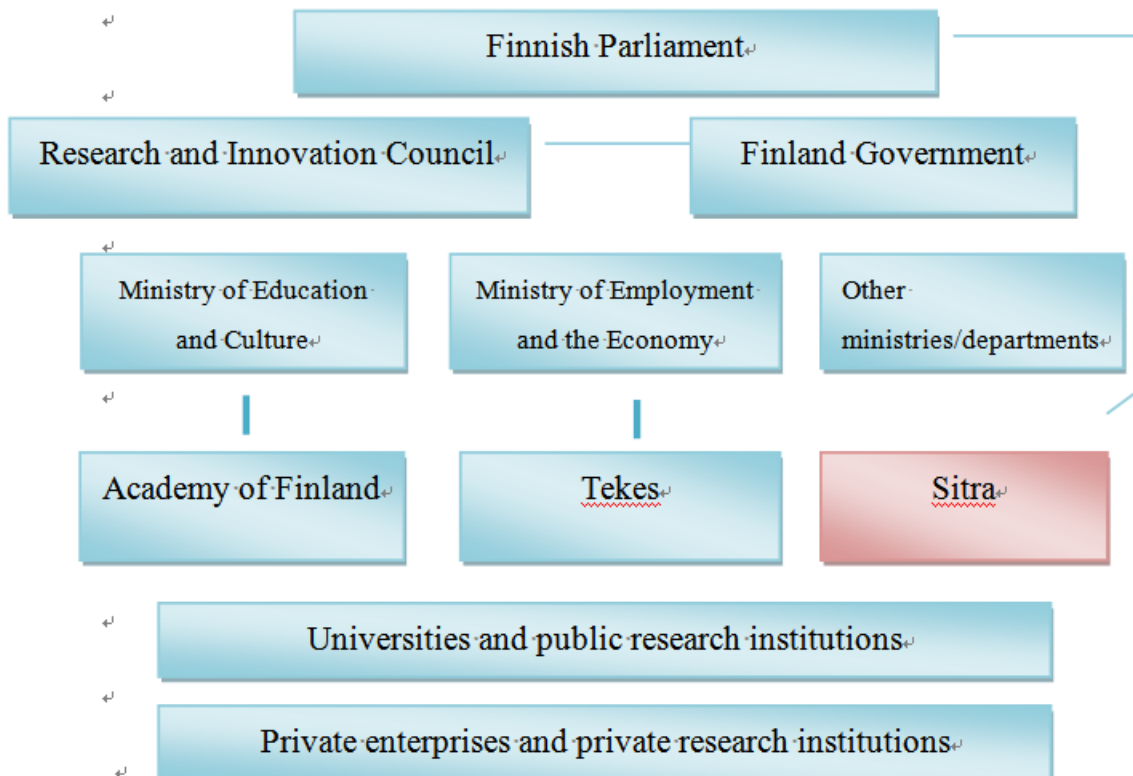 Finnish Parliament
Research and Innovation Council
Finland Government
Ministry of Education
and Culture
Ministry of Employment
and the Economy
Other
ministries/departments
Academy of Finland
Tekes
Sitra
Universities and public research institutions
Private enterprises and private research institutions